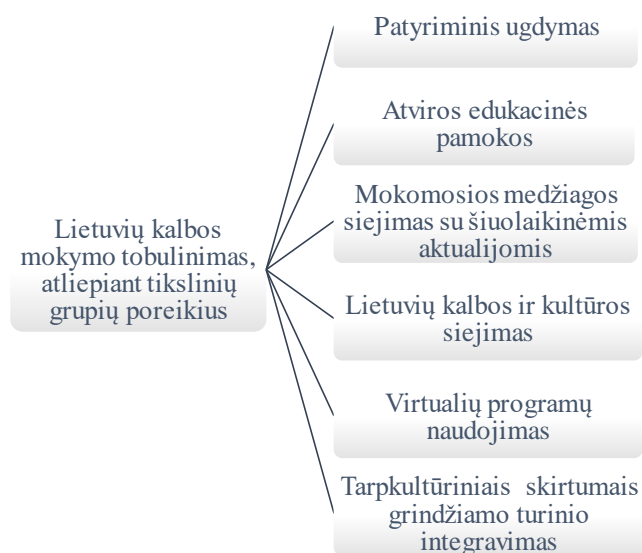 Patyriminis ugdymas
Atviros edukacinės
pamokos
Mokomosios medžiagos
siejimas su šiuolaikinėmis
aktualijomis
Lietuvių kalbos
mokymo tobulinimas,
atliepiant tikslinių
grupių poreikius
Lietuvių kalbos ir kultūros
siejimas
Virtualių programų
naudojimas
Tarpkultūriniais skirtumais
grindžiamo turinio
integravimas